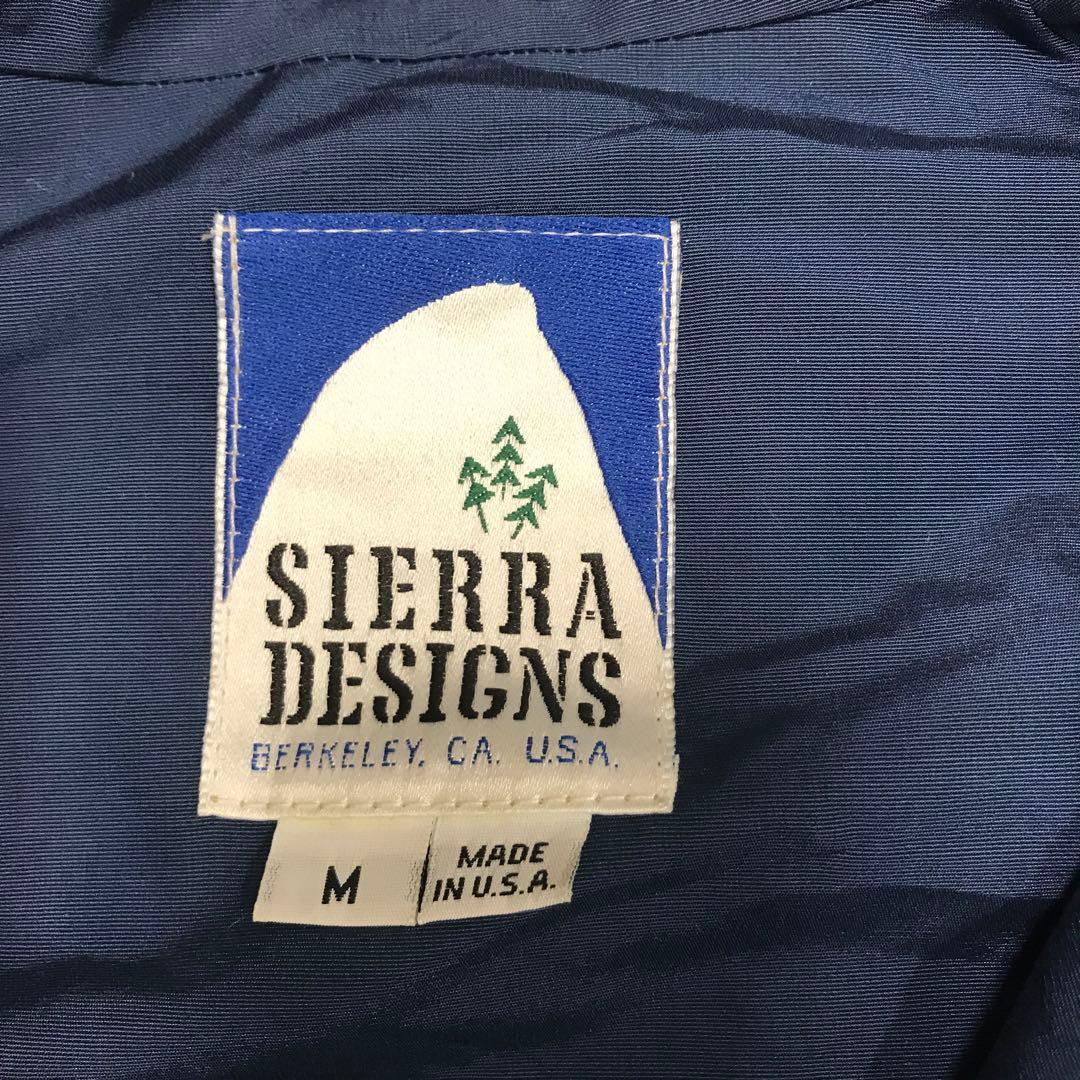 SIERRA
DESIGNS
BERKELEY, CA. U.S.A.
M
MADE
IN U.S.A.